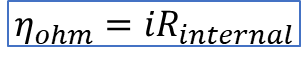 η_ohm = iR_internal